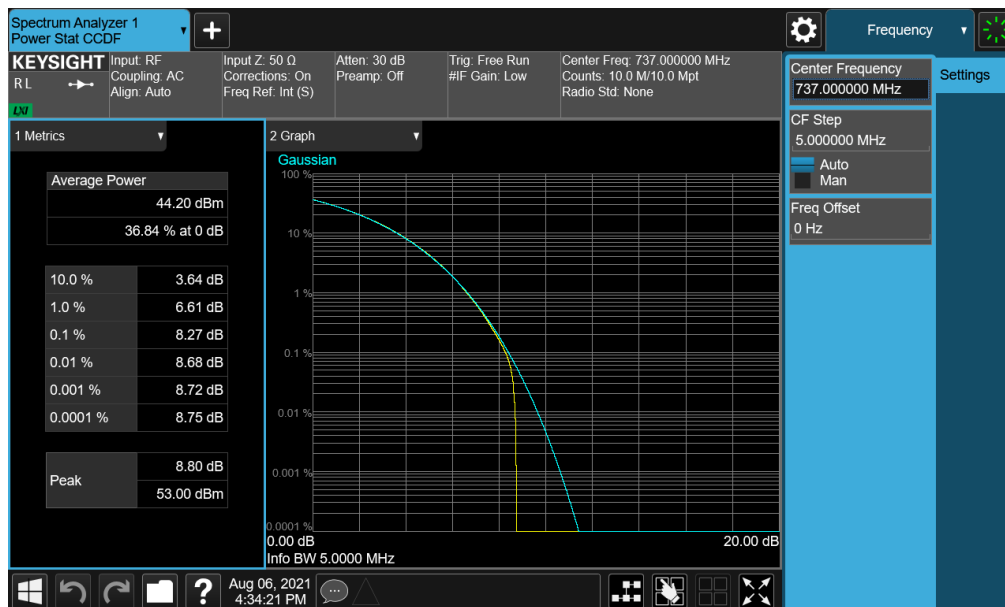 Spectrum Analyzer 1
Power Stat CCDF
+
Frequency
KEYSIGHT
RL
LXI
Input: RF
Coupling: AC
Align: Auto
Input Z: 50 Ω
Corrections: On
Freq Ref: Int (S)
Atten: 30 dB
Preamp: Off
Trig: Free Run
#IF Gain: Low
Center Freq: 737.000000 MHz
Counts: 10.0 M/10.0 Mpt
Radio Std: None
Center Frequency
737.000000 MHz
Settings
CF Step
5.000000 MHz
Auto
Man
Freq Offset
0 Hz
1 Metrics
Average Power
44.20 dBm
36.84 % at 0 dB
10.0 % 3.64 dB
1.0 % 6.61 dB
0.1 % 8.27 dB
0.01 % 8.68 dB
0.001 % 8.72 dB
0.0001 % 8.75 dB
Peak
8.80 dB
53.00 dBm
2 Graph
Gaussian
100 %
10 %
1 %
0.1 %
0.01 %
0.001 %
0.0001 %
0.00 dB 20.00 dB
Info BW 5.0000 MHz
?
Aug 06, 2021
4:34:21 PM